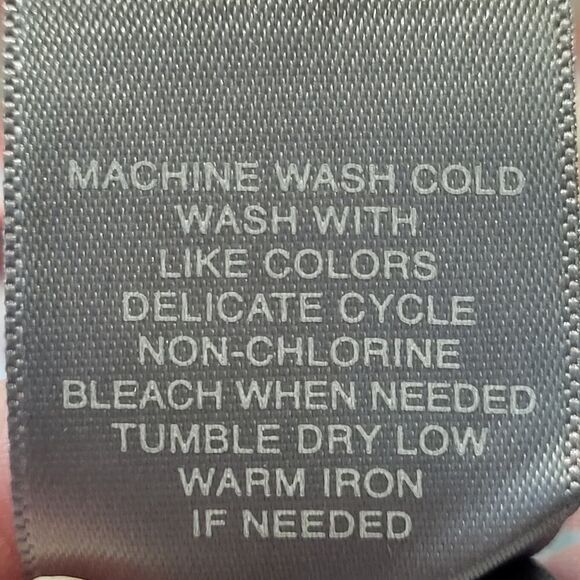 MACHINE WASH COLD
WASH WITH
LIKE COLORS
DELICATE CYCLE
NON-CHLORINE
BLEACH WHEN NEEDED
TUMBLE DRY LOW
WARM IRON
IF NEEDED